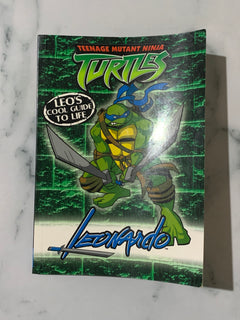 TEENAGE MUTANT NINJA
TURTLES
LEO'S
COOL GUIDE
TO LIFE
Leonardo